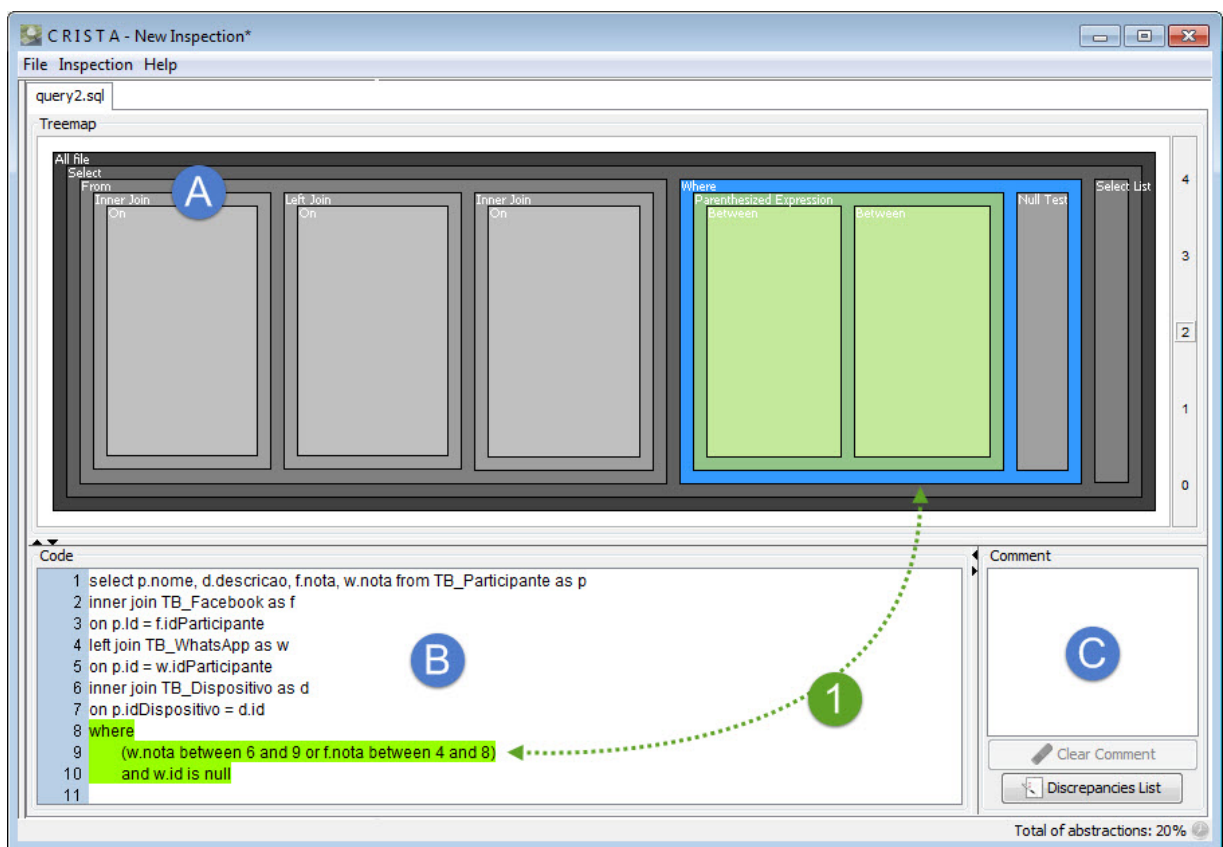 C R I S T A - New Inspection*
File Inspection Help
query2.sql
Treemap
All file
Select
From
Inner Join
On
A
Left Join
On
Inner Join
On
Where
Parenthesized Expression
Between
Between
Null Test
Select List
4
3
2
1
0
Code
1 select p.nome, d.descricao, f.nota, w.nota from TB_Participante as p
2 inner join TB_Facebook as f
3 on p.Id = f.idParticipante
4 left join TB_WhatsApp as w
5 on p.id = w.idParticipante
6 inner join TB_Dispositivo as d
7 on p.idDispositivo = d.id
8 where
9 (w.nota between 6 and 9 or f.nota between 4 and 8)
10 and w.id is null
11
B
1
Comment
C
Clear Comment
Discrepancies List
Total of abstractions: 20%